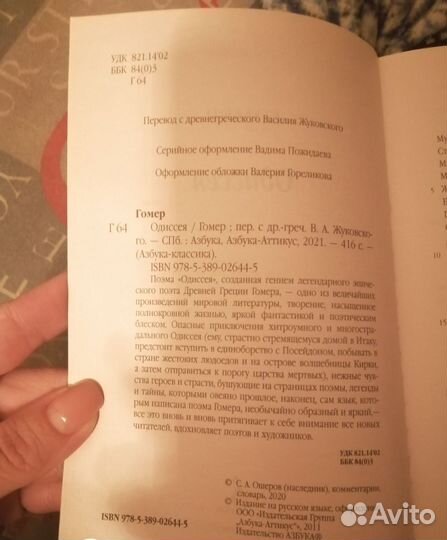 УДК 821.14'02
ББК 84(0)3
Г 64
Перевод с древнегреческого Василия Жуковского
Серийное оформление Вадима Пожидаева
Оформление обложки Валерия Гореликова
Гомер
Г 64 Одиссея / Гомер ; пер. с др.-греч. В. А. Жуковско-
го. — СПб. : Азбука, Азбука-Аттикус, 2021. — 416 с. —
(Азбука-классика).
ISBN 978-5-389-02644-5
Поэма «Одиссея», созданная гением легендарного эпиче-
ского поэта Древней Греции Гомера, — одно из величайших
произведений мировой литературы, творение, насыщенное
полнокровной жизнью, яркой фантастикой и поэтическим
блеском. Опасные приключения хитроумного и многостра-
дального Одиссея (ему, страстно стремящемуся домой в Итаку,
предстоит вступить в единоборство с Посейдоном, побывать в
стране жестоких людоедов и на острове волшебницы Кирки,
а затем отправиться к порогу царства мертвых), нежные чув-
ства героев и страсти, бушующие на страницах поэмы, легенды
и тайны, которыми овеяно прошлое, наконец, сам язык, кото-
рым написана поэма Гомера, необычайно образный и яркий, —
все это вновь и вновь притягивает к себе внимание все новых
читателей, вдохновляет поэтов и художников.
УДК 821.14'02
ББК 84(0)3
© С. А. Ошеров (наследник), комментарии,
словарь, 2020
© Издание на русском языке, оформление.
ООО «Издательская Группа
„Азбука-Аттикус“», 2011
Издательство АЗБУКА®
ISBN 978-5-389-02644-5
5
Avito